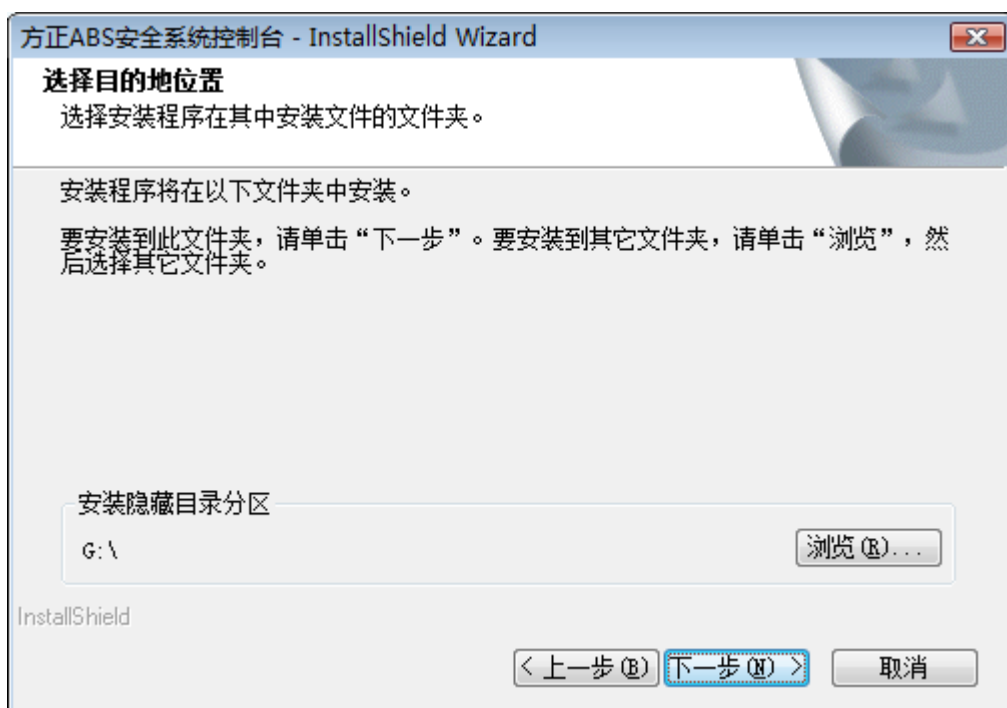 方正ABS安全系统控制台 - InstallShield Wizard
选择目的地位置
选择安装程序在其中安装文件的文件夹。
安装程序将在以下文件夹中安装。
要安装到此文件夹，请单击“下一步”。要安装到其它文件夹，请单击“浏览”，然
后选择其它文件夹。
安装隐藏目录分区
G:\
浏览(R)...
InstallShield
< 上一步(B)
下一步(N) >
取消